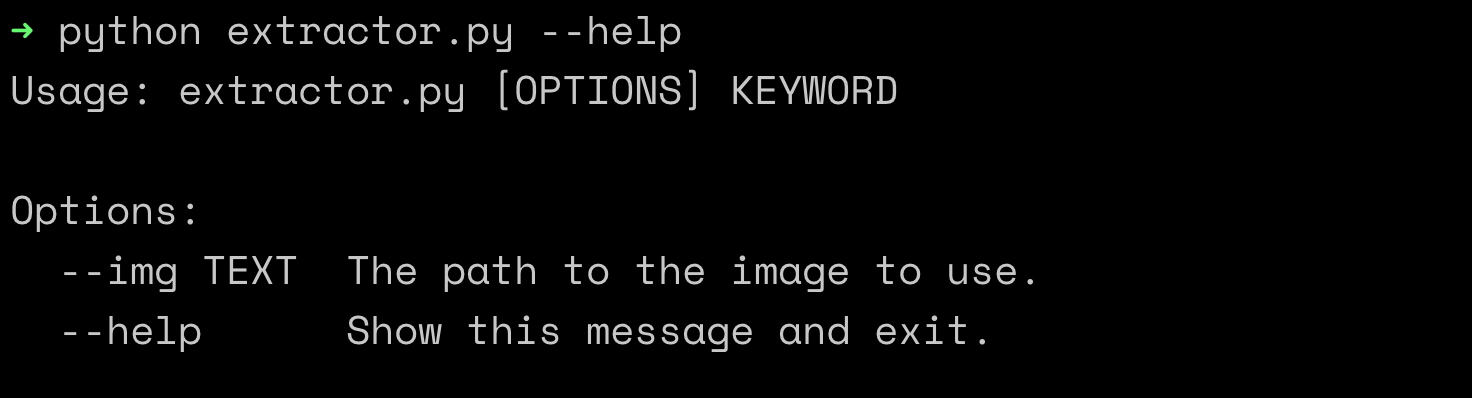 ➜ python extractor.py --help
Usage: extractor.py [OPTIONS] KEYWORD

Options:
  --img TEXT  The path to the image to use.
  --help      Show this message and exit.